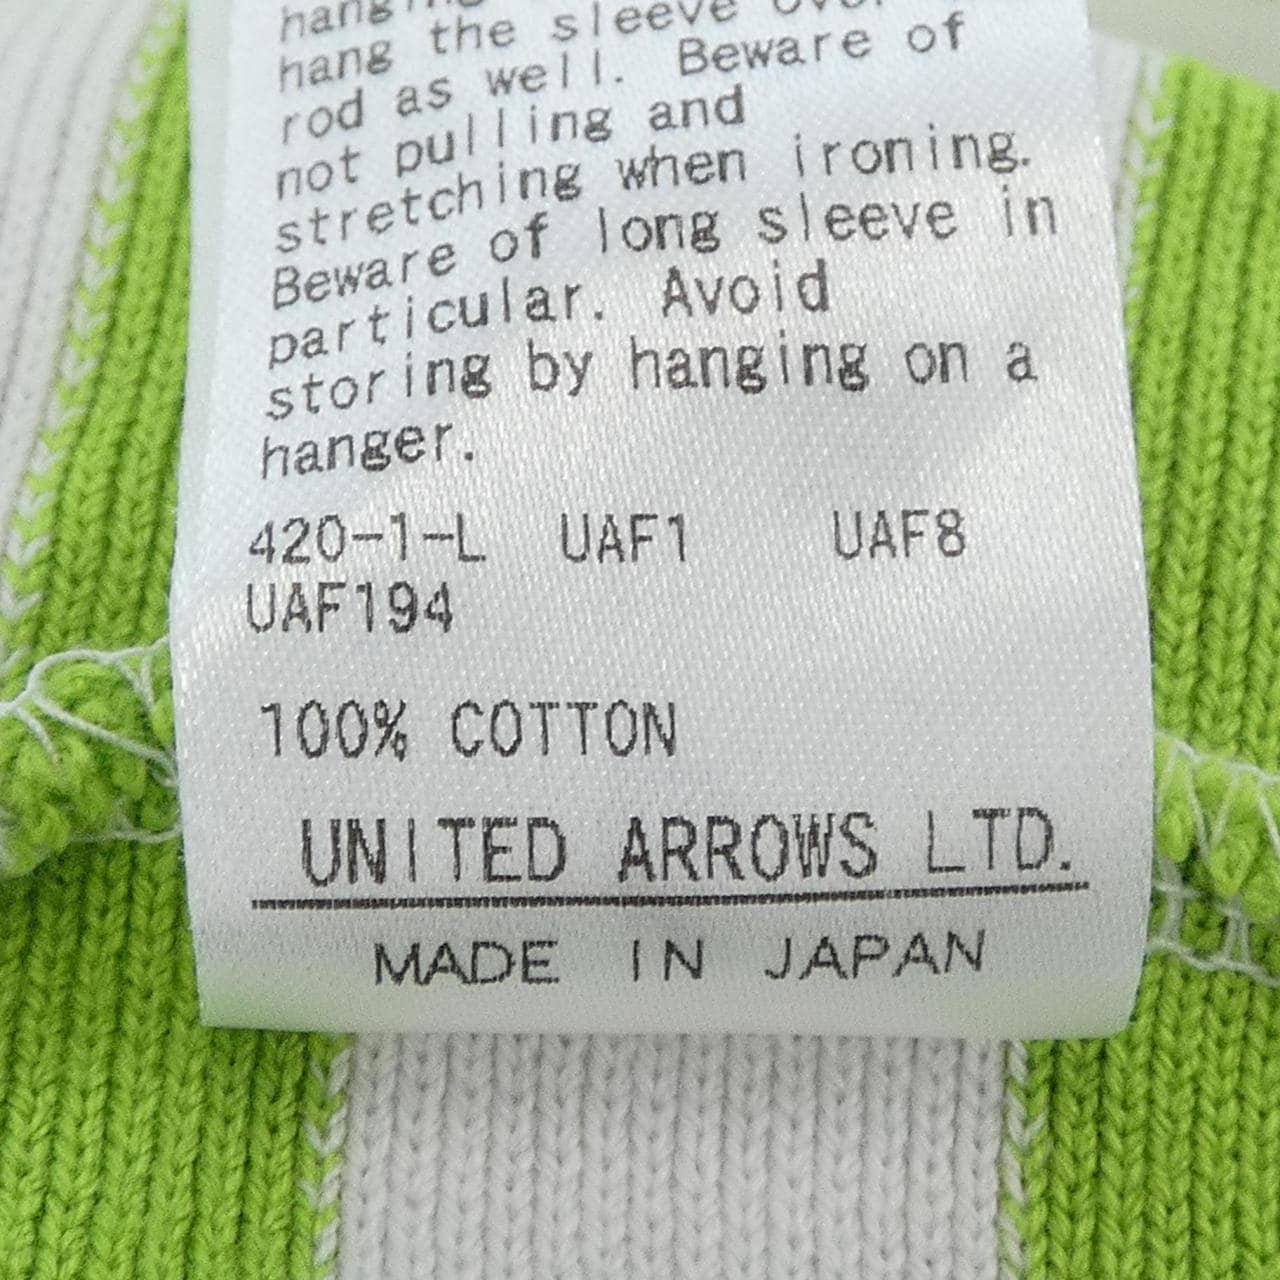 hang the sleeve
rod as well. Beware of
not pulling and
stretching when ironing.
Beware of long sleeve in
particular. Avoid
storing by hanging on a
hanger.
420-1-L UAF1 UAF8
UAF194
100% COTTON
UNITED ARROWS LTD.
MADE IN JAPAN